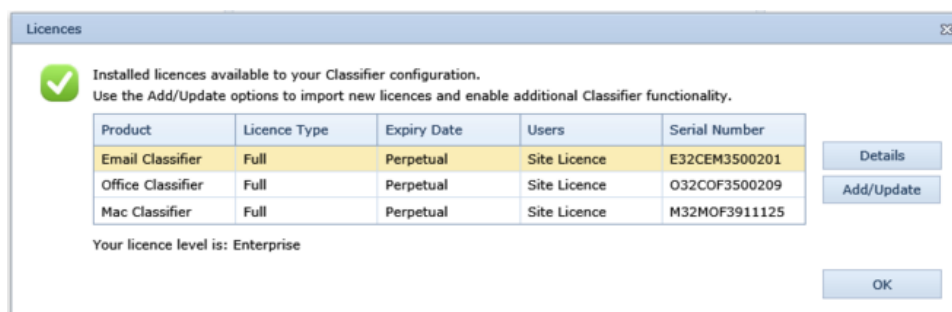 Licences
Installed licences available to your Classifier configuration.
Use the Add/Update options to import new licences and enable additional Classifier functionality.
Product Licence Type Expiry Date Users Serial Number
Email Classifier Full Perpetual Site Licence E32CEM3500201
Details
Office Classifier Full Perpetual Site Licence O32COF3500209
Add/Update
Mac Classifier Full Perpetual Site Licence M32MOF3911125
Your licence level is: Enterprise
OK